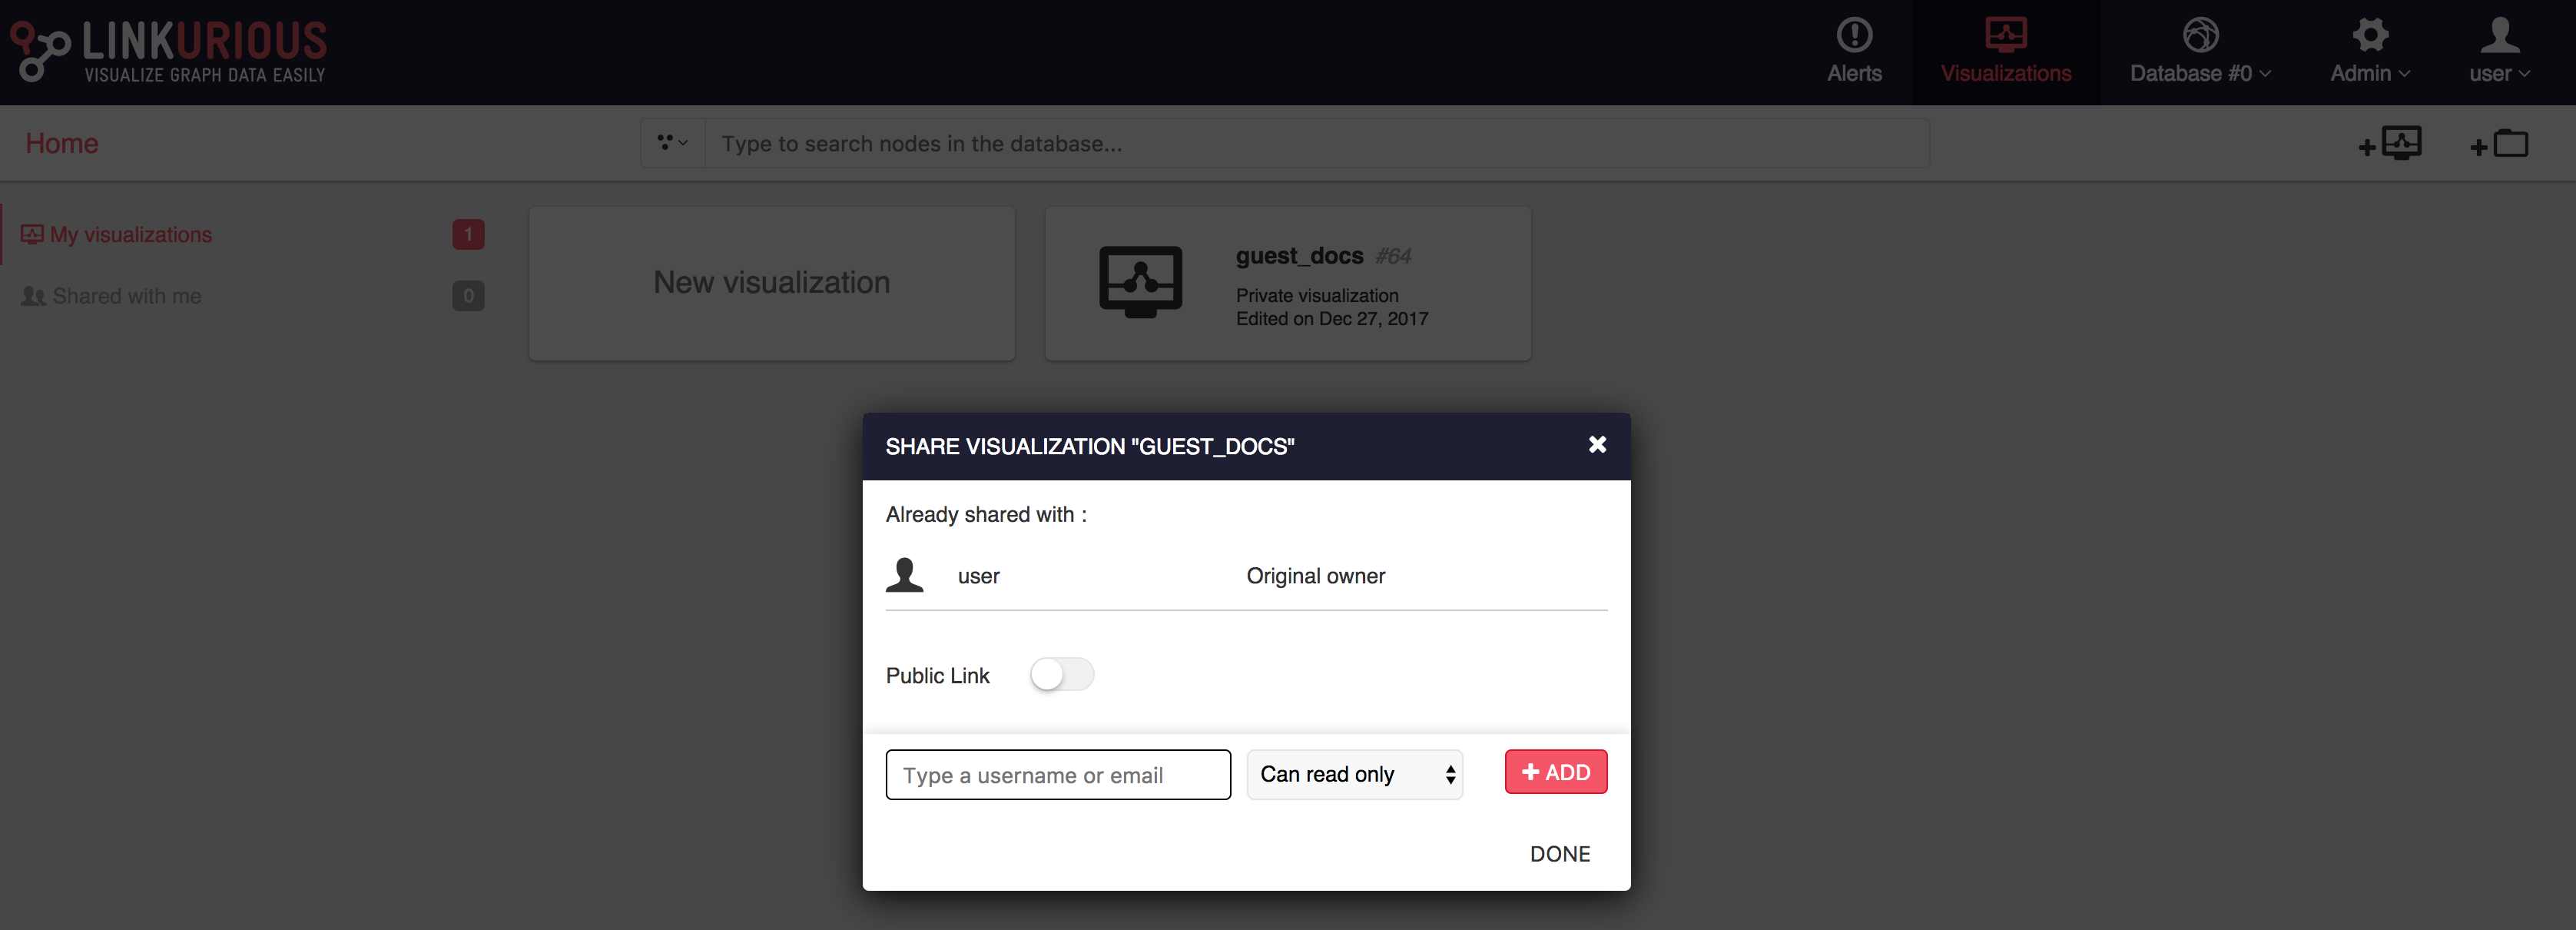 LINKURIOUS
VISUALIZE GRAPH DATA EASILY
Alerts
Visualizations
Database #0
Admin
user
Home
Type to search nodes in the database...
My visualizations 1
Shared with me 0
New visualization
guest_docs #64
Private visualization
Edited on Dec 27, 2017
SHARE VISUALIZATION "GUEST_DOCS"
Already shared with :
user Original owner
Public Link
Type a username or email
Can read only
ADD
DONE